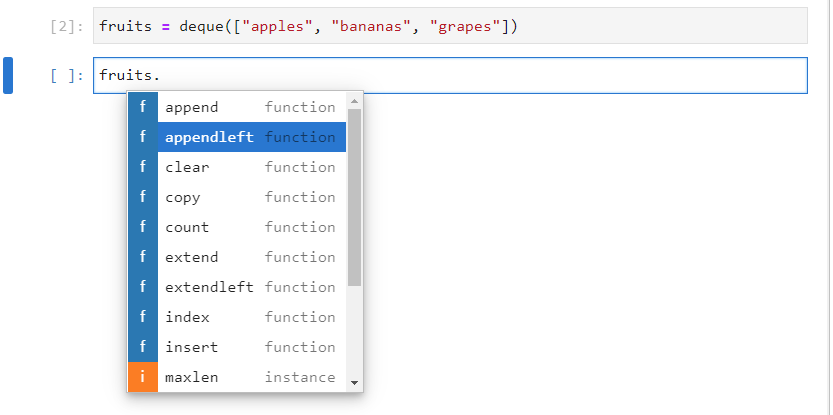 [2]: fruits = deque(["apples", "bananas", "grapes"])
[ ]: fruits.
f append function
f appendleft function
f clear function
f copy function
f count function
f extend function
f extendleft function
f index function
f insert function
i maxlen instance